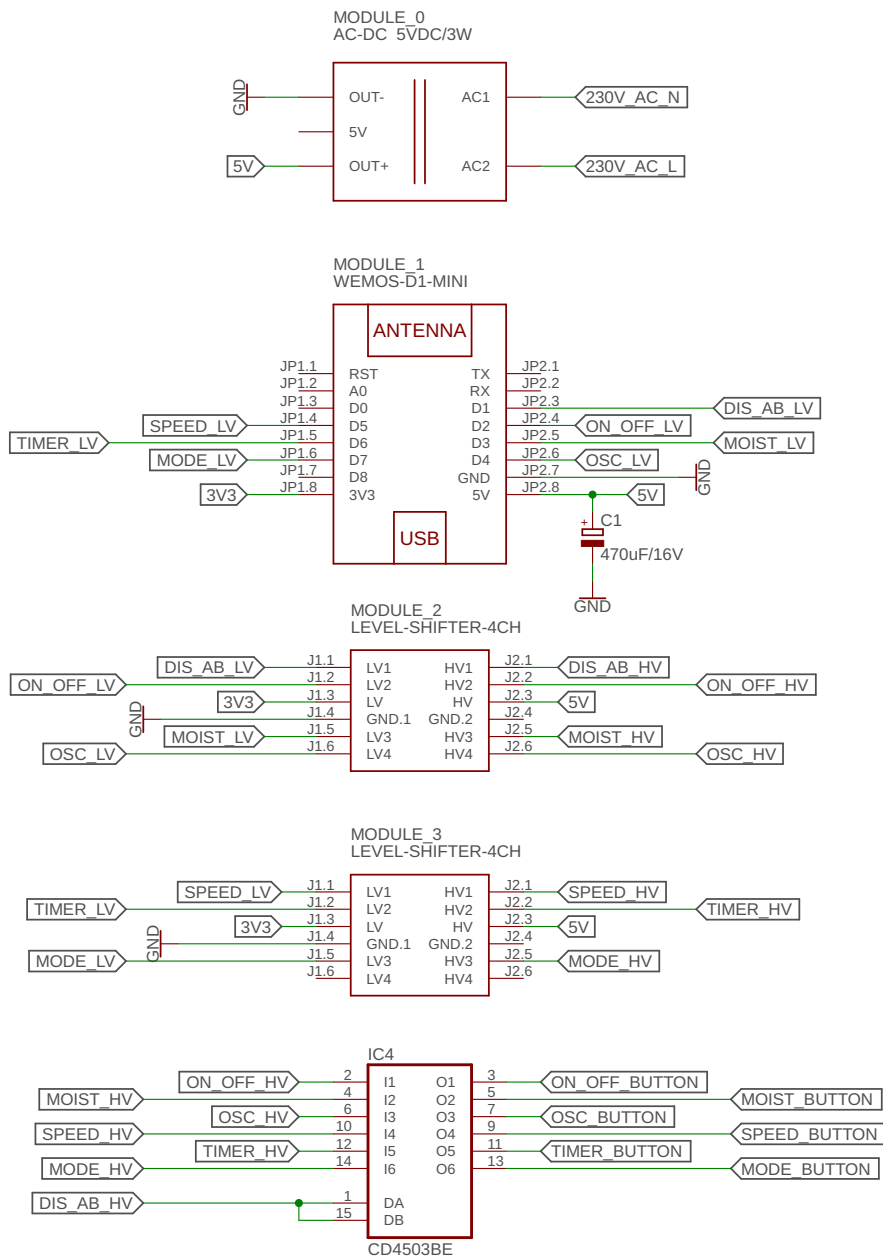 MODULE_0
AC-DC 5VDC/3W
GND OUT- AC1 230V_AC_N
5V
5V OUT+ AC2 230V_AC_L
MODULE_1
WEMOS-D1-MINI
ANTENNA
JP1.1 RST TX JP2.1
JP1.2 A0 RX JP2.2
JP1.3 D0 D1 JP2.3 DIS_AB_LV
SPEED_LV JP1.4 D5 D2 JP2.4 ON_OFF_LV
TIMER_LV JP1.5 D6 D3 JP2.5 MOIST_LV
MODE_LV JP1.6 D7 D4 JP2.6 OSC_LV
JP1.7 D8 GND JP2.7 GND
3V3 JP1.8 3V3 5V JP2.8 5V
USB
+ C1
470uF/16V
GND
MODULE_2
LEVEL-SHIFTER-4CH
DIS_AB_LV J1.1 LV1 HV1 J2.1 DIS_AB_HV
ON_OFF_LV J1.2 LV2 HV2 J2.2 ON_OFF_HV
3V3 J1.3 LV HV J2.3 5V
GND J1.4 GND.1 GND.2 J2.4
MOIST_LV J1.5 LV3 HV3 J2.5 MOIST_HV
OSC_LV J1.6 LV4 HV4 J2.6 OSC_HV
MODULE_3
LEVEL-SHIFTER-4CH
SPEED_LV J1.1 LV1 HV1 J2.1 SPEED_HV
TIMER_LV J1.2 LV2 HV2 J2.2 TIMER_HV
3V3 J1.3 LV HV J2.3 5V
GND J1.4 GND.1 GND.2 J2.4
MODE_LV J1.5 LV3 HV3 J2.5 MODE_HV
J1.6 LV4 HV4 J2.6
IC4
ON_OFF_HV 2 I1 O1 3 ON_OFF_BUTTON
MOIST_HV 4 I2 O2 5 MOIST_BUTTON
OSC_HV 6 I3 O3 7 OSC_BUTTON
SPEED_HV 10 I4 O4 9 SPEED_BUTTON
TIMER_HV 12 I5 O5 11 TIMER_BUTTON
MODE_HV 14 I6 O6 13 MODE_BUTTON
DIS_AB_HV 1 DA
15 DB
CD4503BE